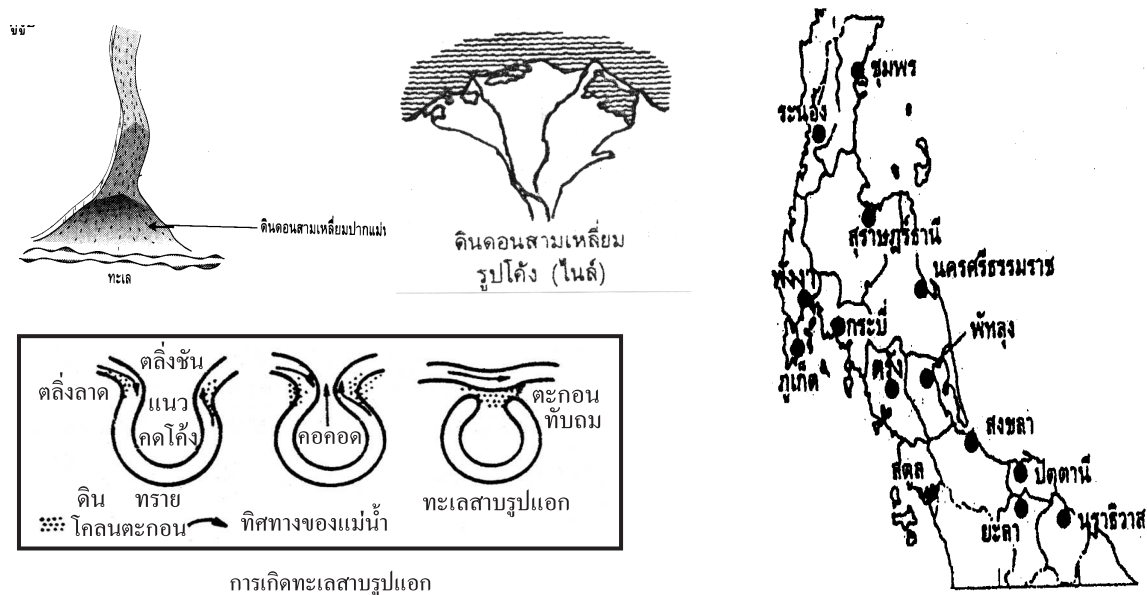 ดินดอนสามเหลี่ยมปากแม่
ทะเล
ดินดอนสามเหลี่ยม
รูปโค้ง (ไนล์)
ตลิ่งชัน
ตลิ่งลาด
แนว
คดโค้ง
คอคอด
ตะกอน
ทับถม
ทะเลสาบรูปแอก
ดิน ทราย
โคลนตะกอน ทิศทางของแม่น้ำ
การเกิดทะเลสาบรูปแอก
ชุมพร
ระนอง
สุราษฎร์ธานี
นครศรีธรรมราช
พังงา
กระบี่
พัทลุง
ภูเก็ต
ตรัง
สงขลา
สตูล
ปัตตานี
ยะลา
นราธิวาส